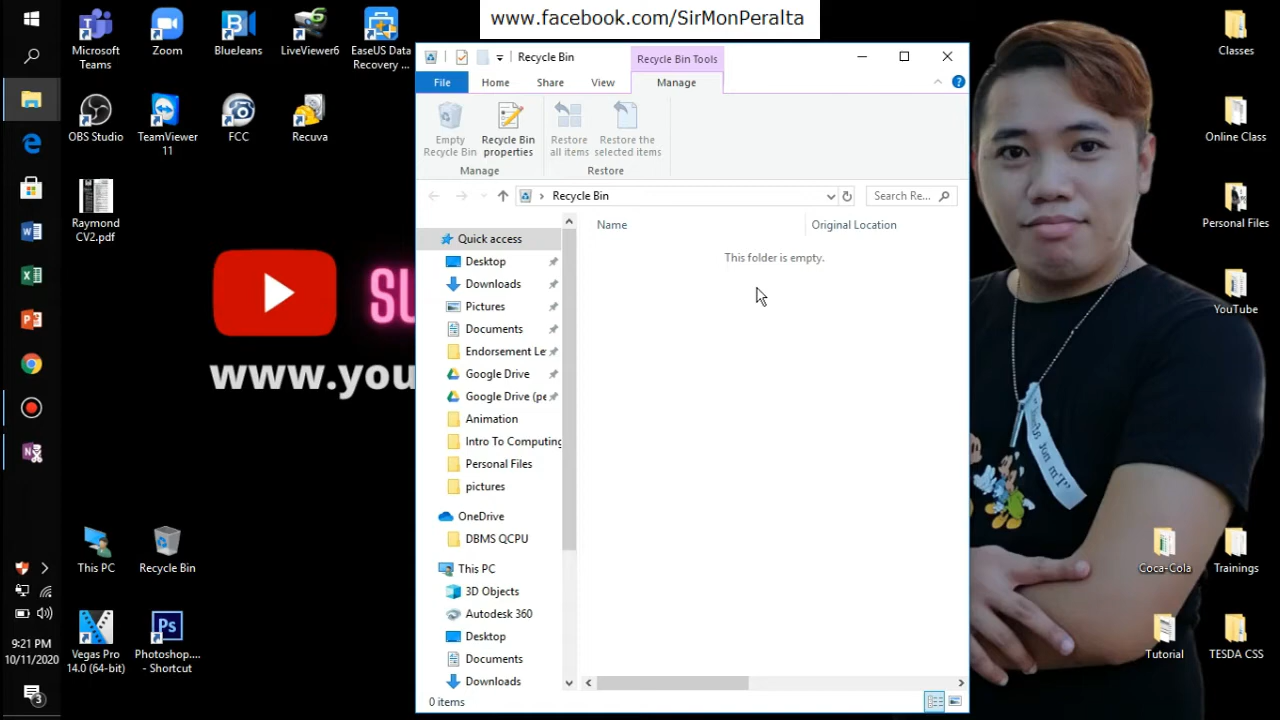 www.facebook.com/SirMonPeralta
Microsoft Teams
Zoom
BlueJeans
LiveViewer6
EaseUS Data
Recovery ...
OBS Studio
TeamViewer
11
FCC
Recuva
Raymond
CV2.pdf
SU
www.you
This PC
Recycle Bin
Vegas Pro
14.0 (64-bit)
Photoshop....
- Shortcut
9:21 PM
10/11/2020
3
Recycle Bin
Recycle Bin Tools
File
Home
Share
View
Manage
Empty
Recycle Bin
Recycle Bin
properties
Restore
all items
Restore the
selected items
Manage
Restore
Recycle Bin
Search Re...
Name
Original Location
This folder is empty.
Quick access
Desktop
Downloads
Pictures
Documents
Endorsement Le
Google Drive
Google Drive (pe
Animation
Intro To Computing
Personal Files
pictures
OneDrive
DBMS QCPU
This PC
3D Objects
Autodesk 360
Desktop
Documents
Downloads
0 items
Classes
Online Class
Personal Files
YouTube
Coca-Cola
Trainings
Tutorial
TESDA CSS